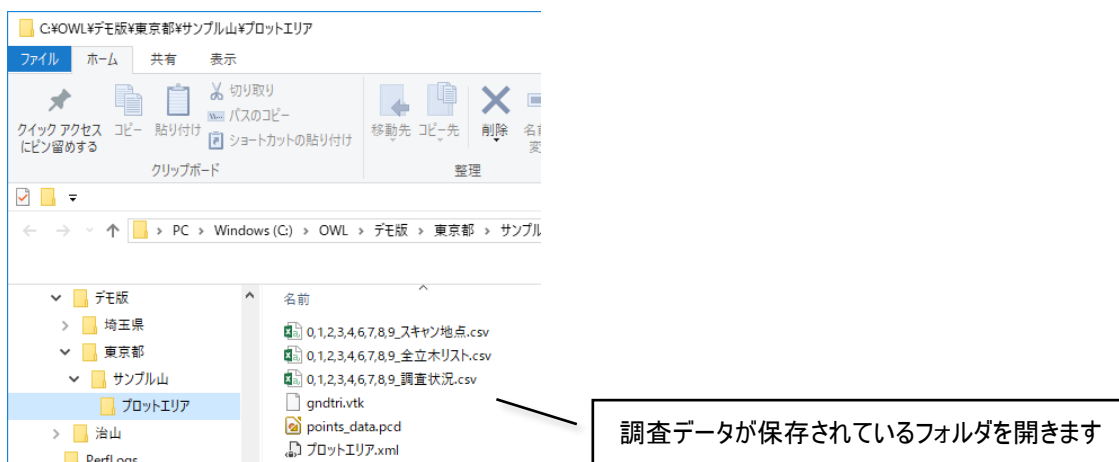 C:¥OWL¥デモ版¥東京都¥サンプル山¥プロットエリア
ファイル ホーム 共有 表示
クイック アクセス
にピン留めする
コピー
貼り付け
切り取り
パスのコピー
ショートカットの貼り付け
移動先
コピー先
削除
クリップボード
整理
PC > Windows (C:) > OWL > デモ版 > 東京都 >
デモ版
埼玉県
東京都
サンプル山
プロットエリア
治山
PerfLogs
名前
0,1,2,3,4,6,7,8,9_スキャン地点.csv
0,1,2,3,4,6,7,8,9_全立木リスト.csv
0,1,2,3,4,6,7,8,9_調査状況.csv
gndtri.vtk
points_data.pcd
プロットエリア.xml
調査データが保存されているフォルダを開きます